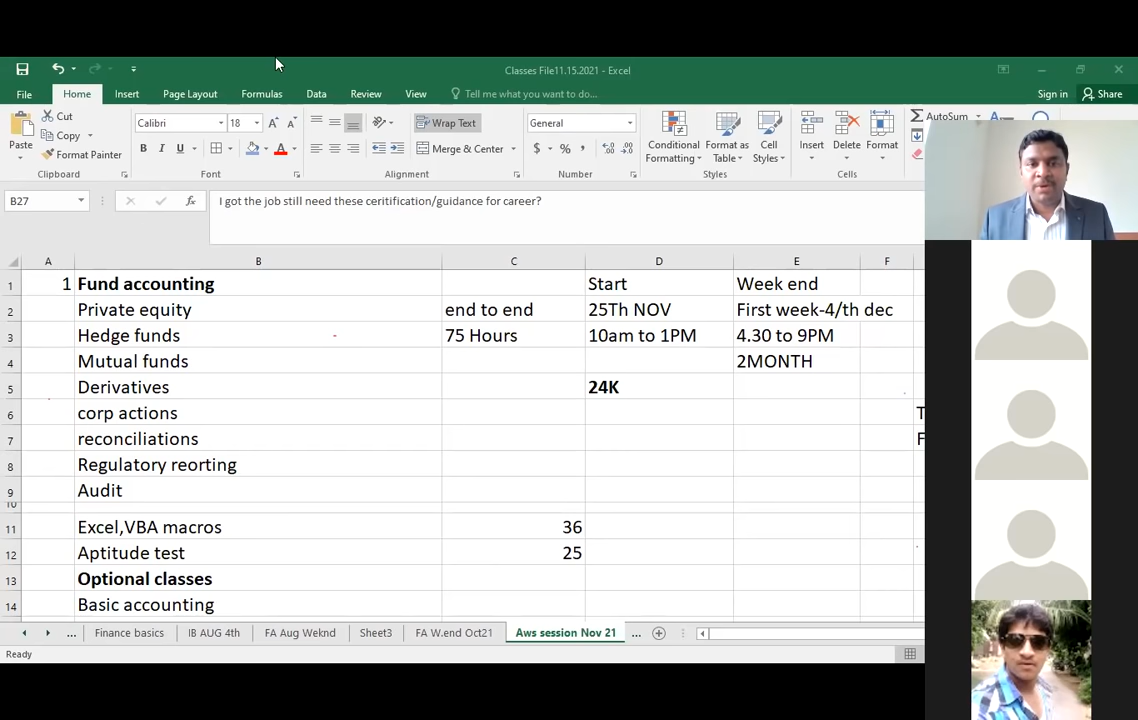 Classes File11.15.2021 - Excel
File Home Insert Page Layout Formulas Data Review View Tell me what you want to do... Sign in Share
Paste Cut Copy Format Painter Clipboard
Calibri 18 B I U Font
Wrap Text Merge & Center Alignment
General $ % , Number
Conditional Formatting Format as Table Cell Styles Styles
Insert Delete Format Cells
AutoSum
B27 fx I got the job still need these ceritification/guidance for career?
A B C D E F
1 1 Fund accounting Start Week end
2 Private equity end to end 25Th NOV First week-4/th dec
3 Hedge funds 75 Hours 10am to 1PM 4.30 to 9PM
4 Mutual funds 2MONTH
5 Derivatives 24K
6 corp actions T
7 reconciliations F
8 Regulatory reorting
9 Audit
10
11 Excel,VBA macros 36
12 Aptitude test 25
13 Optional classes
14 Basic accounting
... Finance basics IB AUG 4th FA Aug Weknd Sheet3 FA W.end Oct21 Aws session Nov 21 ...
Ready